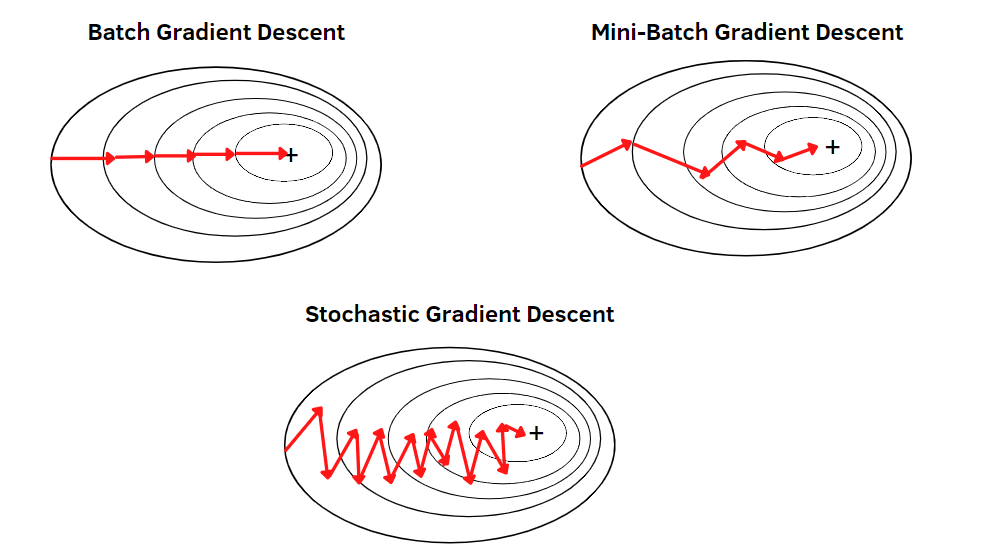 Batch Gradient Descent
Mini-Batch Gradient Descent
Stochastic Gradient Descent